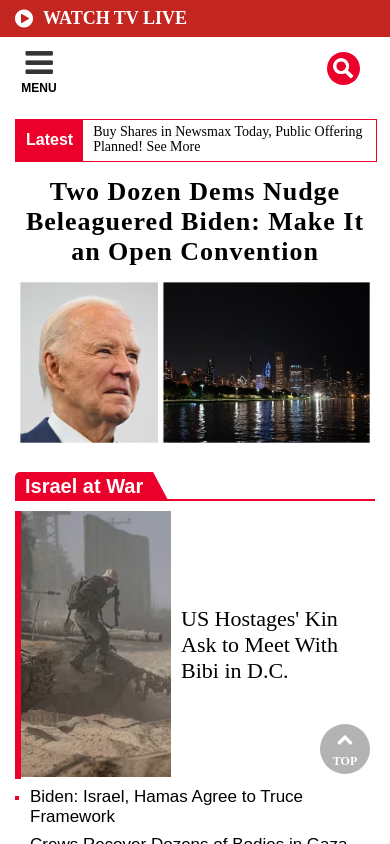 WATCH TV LIVE
MENU
Latest
Buy Shares in Newsmax Today, Public Offering
Planned! See More
Two Dozen Dems Nudge
Beleaguered Biden: Make It
an Open Convention
Israel at War
US Hostages' Kin
Ask to Meet With
Bibi in D.C.
TOP
Biden: Israel, Hamas Agree to Truce
Framework
Crews Recover Dozens of Bodies in Gaza